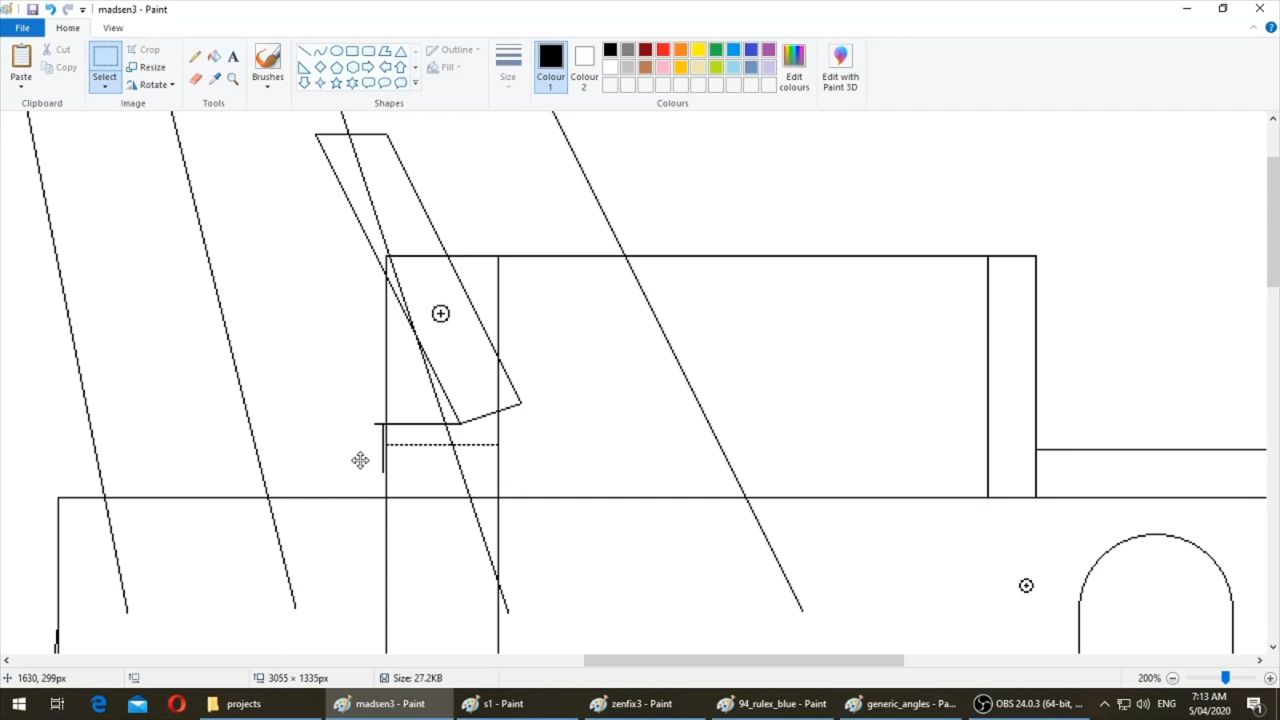 madsen3 - Paint
File
Home
View
Paste
Cut
Copy
Clipboard
Select
Crop
Resize
Rotate
Image
A
Tools
Brushes
Outline
Fill
Shapes
Size
Colour 1
Colour 2
Edit colours
Edit with Paint 3D
Colours
1630, 299px
3055 × 1335px
Size: 27.2KB
200%
projects
madsen3 - Paint
s1 - Paint
zenfix3 - Paint
94_rulex_blue - Paint
generic_angles - Pa...
OBS 24.0.3 (64-bit, ...
ENG
7:13 AM
5/04/2020
1